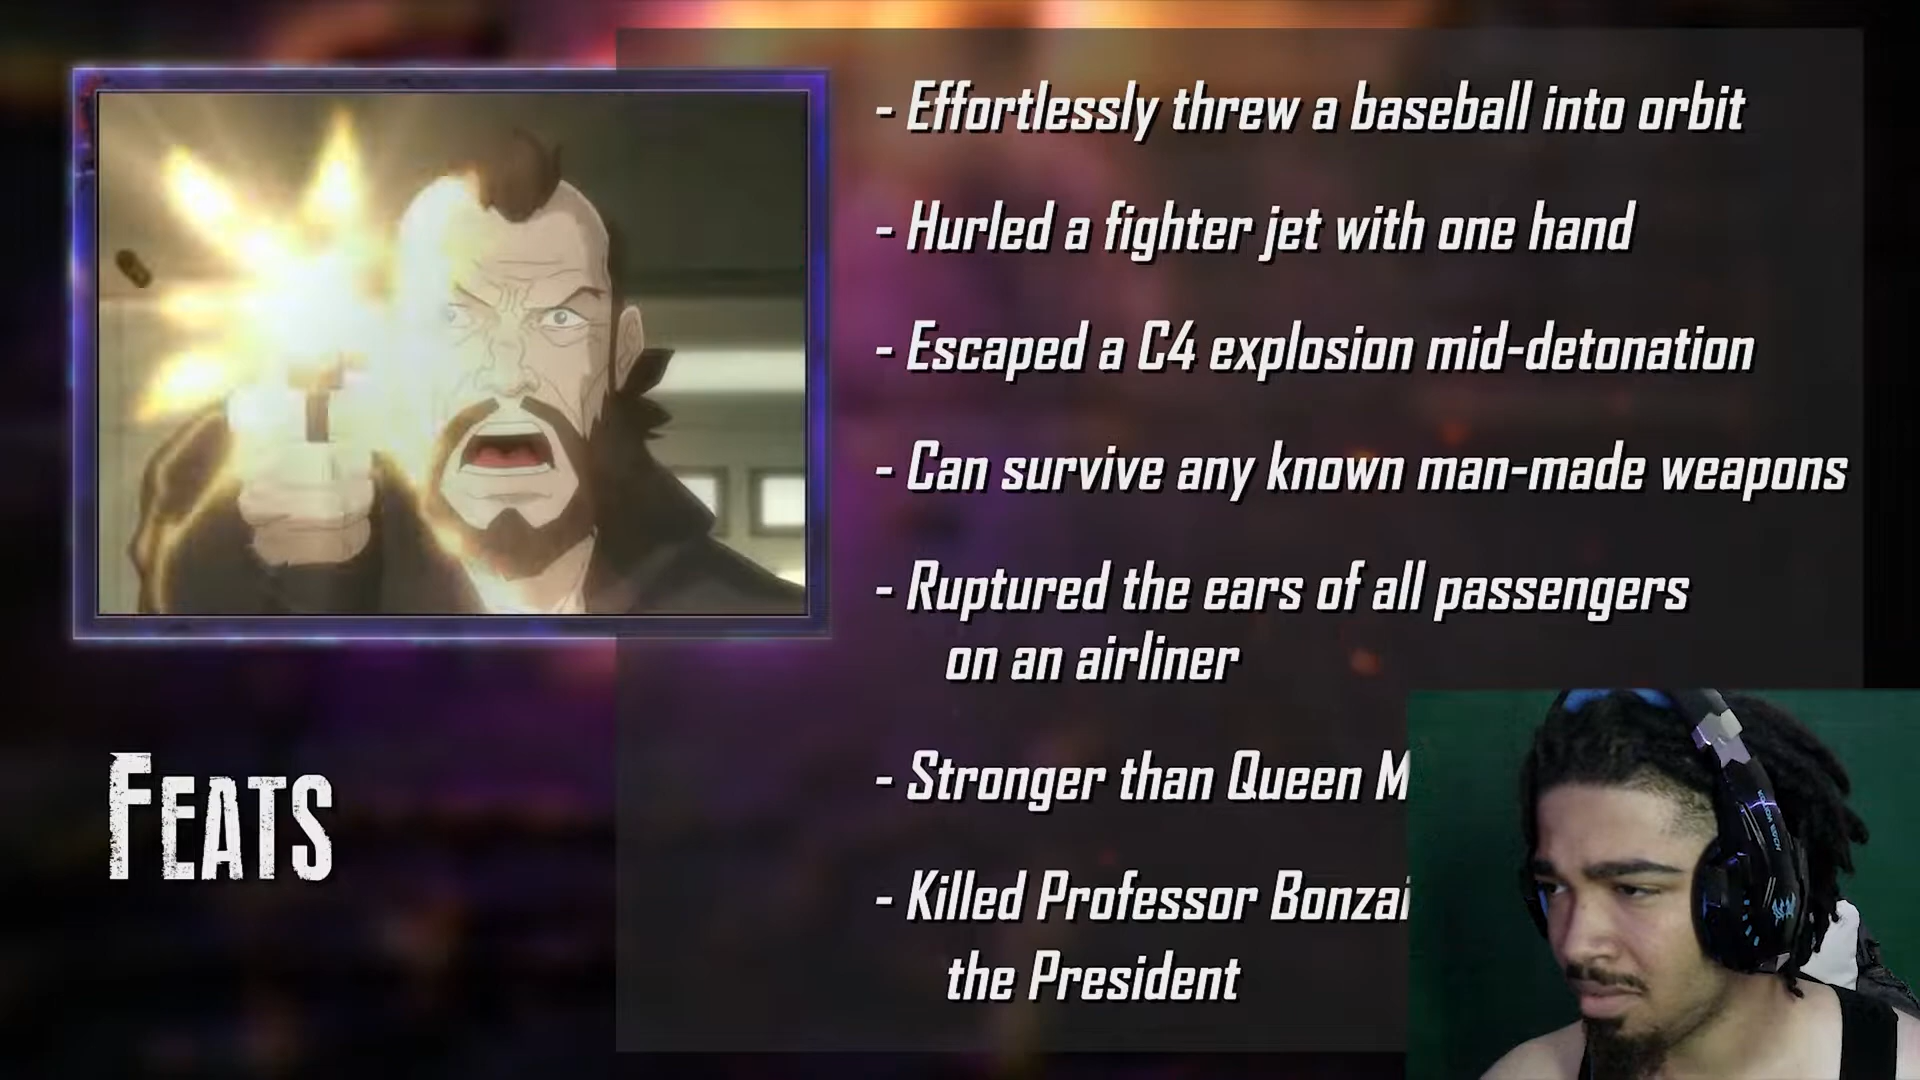 - Effortlessly threw a baseball into orbit
- Hurled a fighter jet with one hand
- Escaped a C4 explosion mid-detonation
- Can survive any known man-made weapons
- Ruptured the ears of all passengers
on an airliner
- Stronger than Queen M
- Killed Professor Bonzai
the President
FEATS